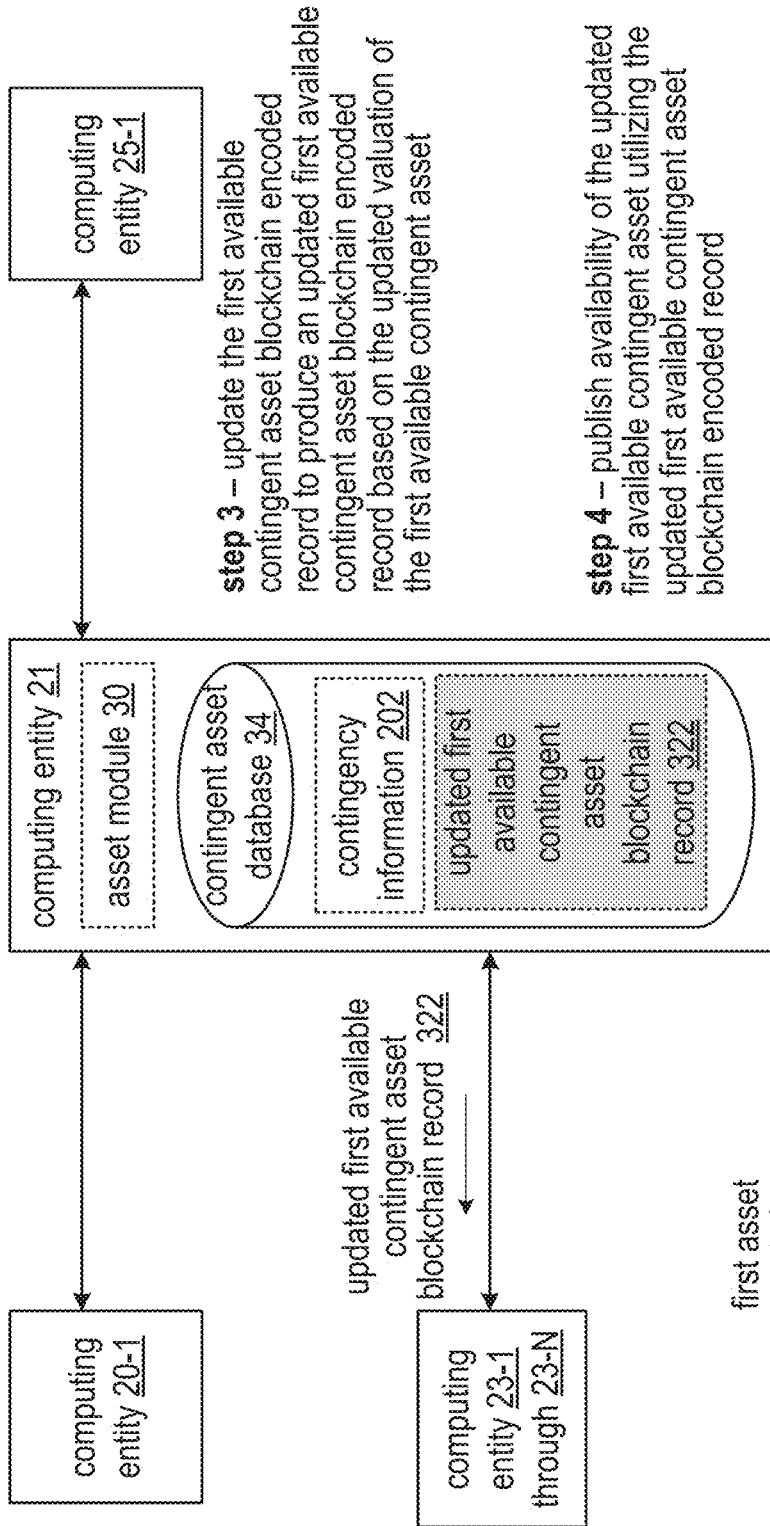 computing
entity 20-1
computing entity 21
asset module 30
computing
entity 25-1
contingent asset
database 34
contingency
information 202
updated first
available
contingent
asset
blockchain
record 322
step 3 – update the first available
contingent asset blockchain encoded
record to produce an updated first available
contingent asset blockchain encoded
record based on the updated valuation of
the first available contingent asset
updated first available
contingent asset
blockchain record 322
computing
entity 23-1
through 23-N
step 4 – publish availability of the updated
first available contingent asset utilizing the
updated first available contingent asset
blockchain encoded record
first asset